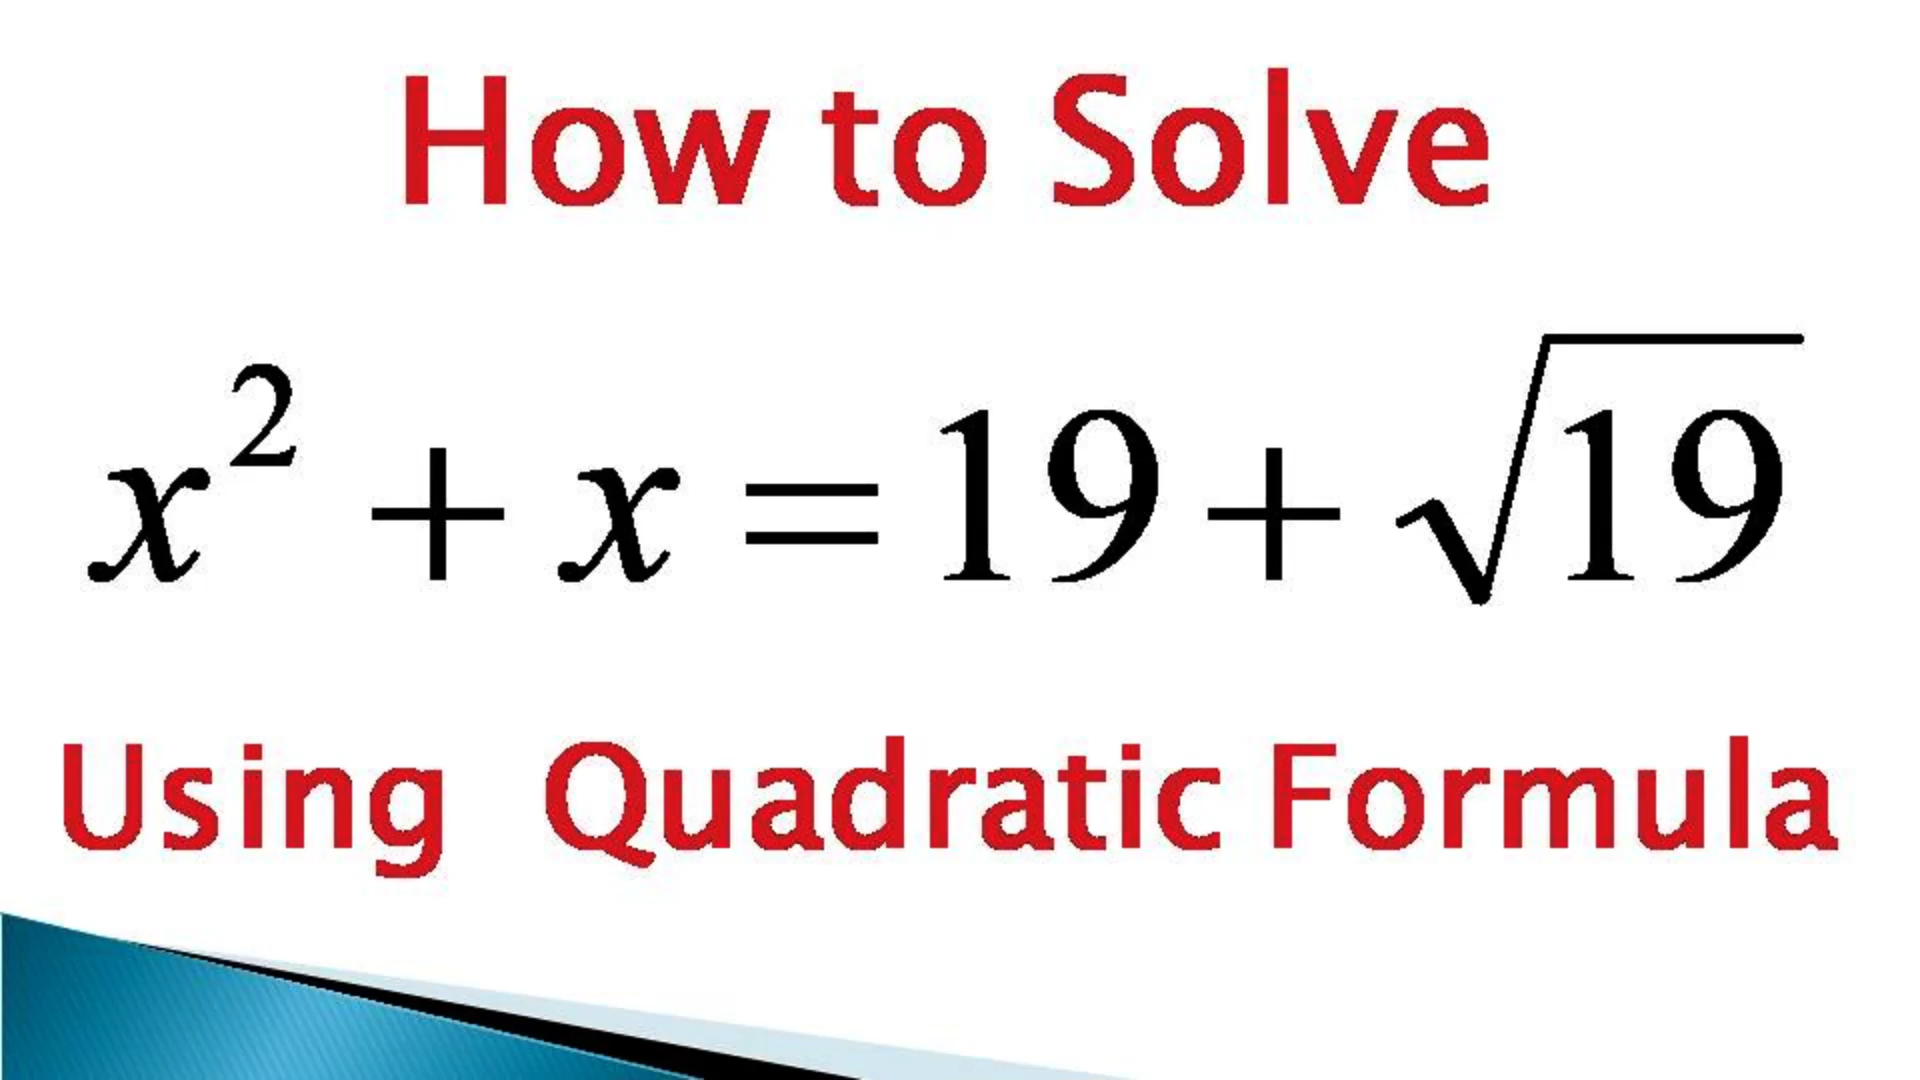 How to Solve
x² + x = 19 + √19
Using Quadratic Formula